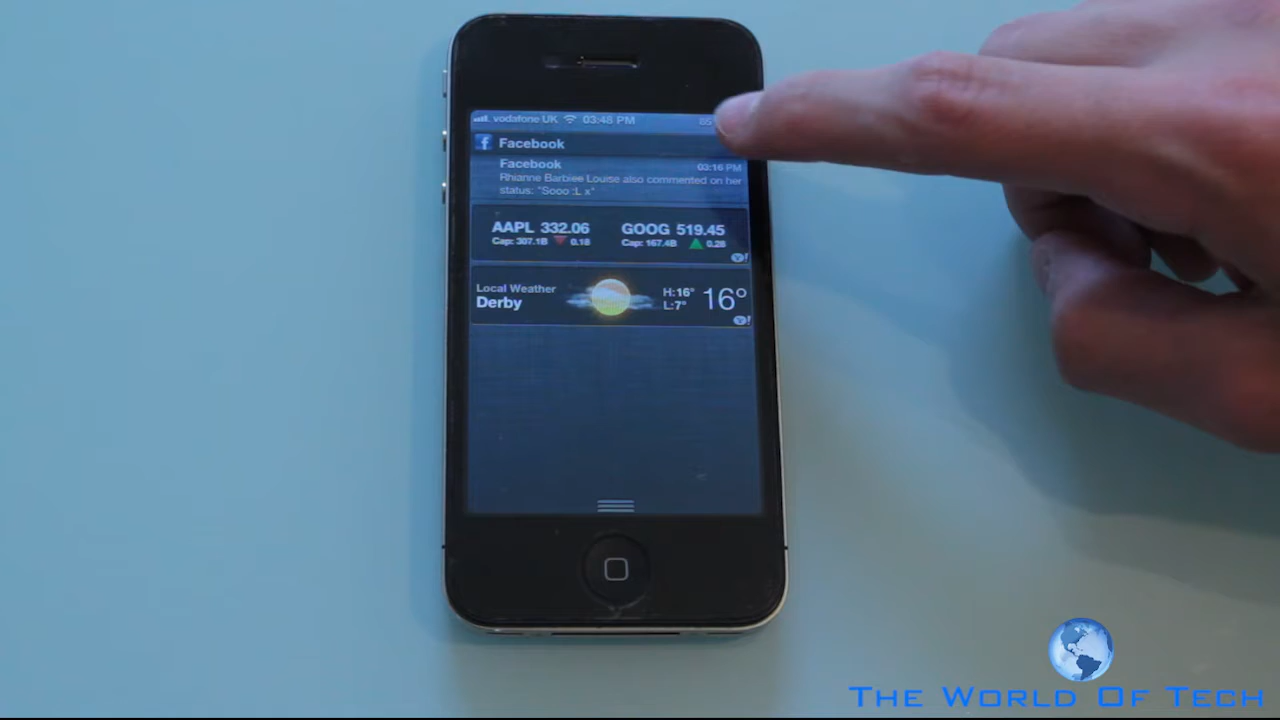 vodafone UK 03:48 PM 85
Facebook
Facebook 03:16 PM
Rhianne Barbiee Louise also commented on her
status: "Sooo :L x"
AAPL 332.06 GOOG 519.45
Cap: 307.1B 0.18 Cap: 167.4B 0.28
Y!
Local Weather
Derby
H:16°
L:7°
16°
Y!
THE WORLD OF TECH